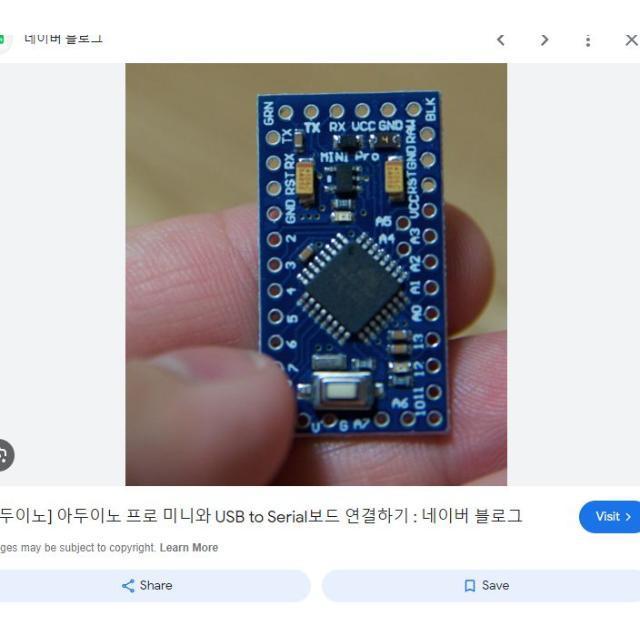 네이버 블로그
GRN
BLK
TX RX VCC GND
TX
RAW
RX
MINI Pro
GND
RST
RST
GND
VCC
A5
A4
2
A3
3
A2
4
A1
5
A0
6
13
7
12
11
A6
10
G A7
두이노] 아두이노 프로 미니와 USB to Serial보드 연결하기 : 네이버 블로그
Visit
ges may be subject to copyright. Learn More
Share
Save